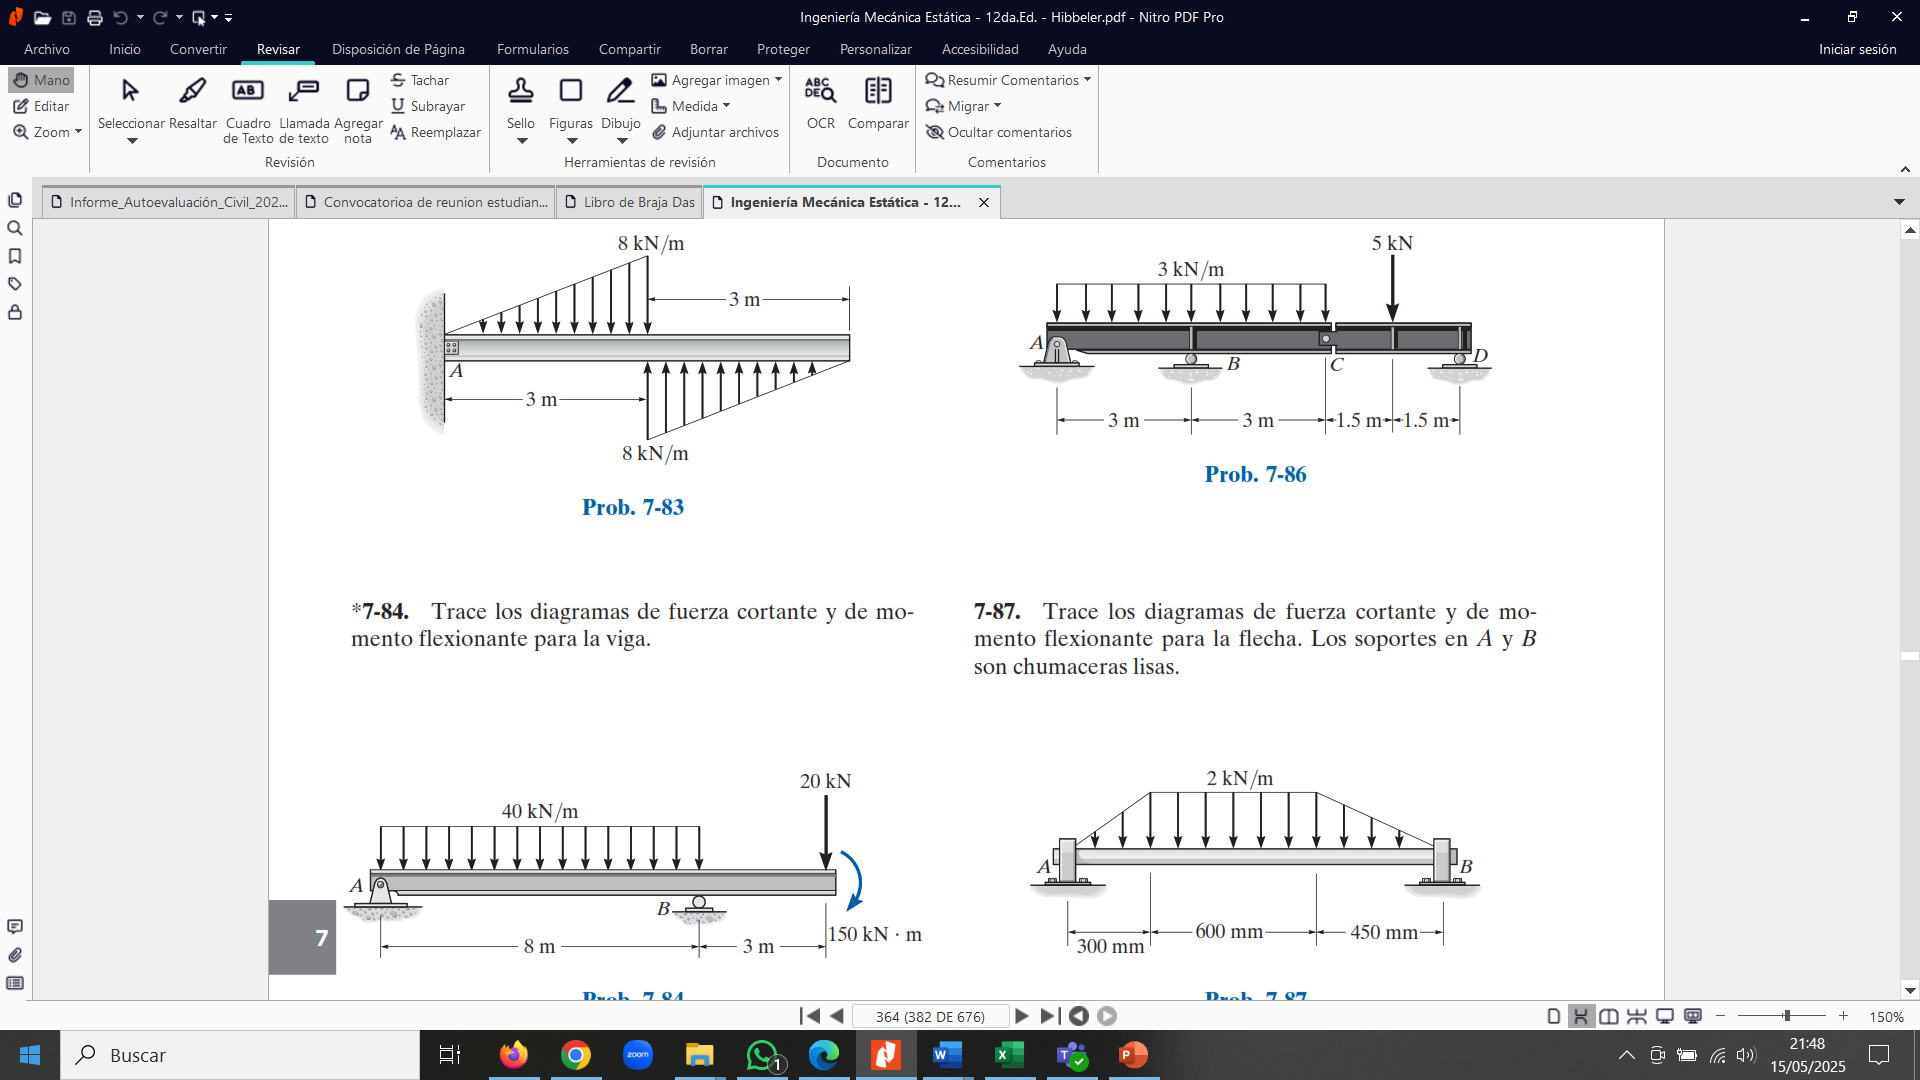 Ingeniería Mecánica Estática - 12da.Ed. - Hibbeler.pdf - Nitro PDF Pro
Archivo Inicio Convertir Revisar Disposición de Página Formularios Compartir Borrar Proteger Personalizar Accesibilidad Ayuda Iniciar sesión
Mano
Editar
Zoom
Seleccionar Resaltar Cuadro de Texto Llamada de texto Agregar nota
Tachar
Subrayar
Reemplazar
Revisión
Sello Figuras Dibujo
Agregar imagen
Medida
Adjuntar archivos
Herramientas de revisión
OCR Comparar
Documento
Resumir Comentarios
Migrar
Ocultar comentarios
Comentarios
Informe_Autoevaluación_Civil_202... Convocatorioa de reunion estudian... Libro de Braja Das Ingeniería Mecánica Estática - 12...
8 kN/m
3 m
A
3 m
8 kN/m
Prob. 7-83
5 kN
3 kN/m
A
B
C
D
3 m 3 m 1.5 m 1.5 m
Prob. 7-86
*7-84. Trace los diagramas de fuerza cortante y de mo-
mento flexionante para la viga.
7-87. Trace los diagramas de fuerza cortante y de mo-
mento flexionante para la flecha. Los soportes en A y B
son chumaceras lisas.
20 kN
40 kN/m
A
B
150 kN · m
8 m 3 m
Prob. 7-84
2 kN/m
A
B
300 mm 600 mm 450 mm
Prob. 7-87
7
364 (382 DE 676)
150%
Buscar
zoom
1
21:48
15/05/2025